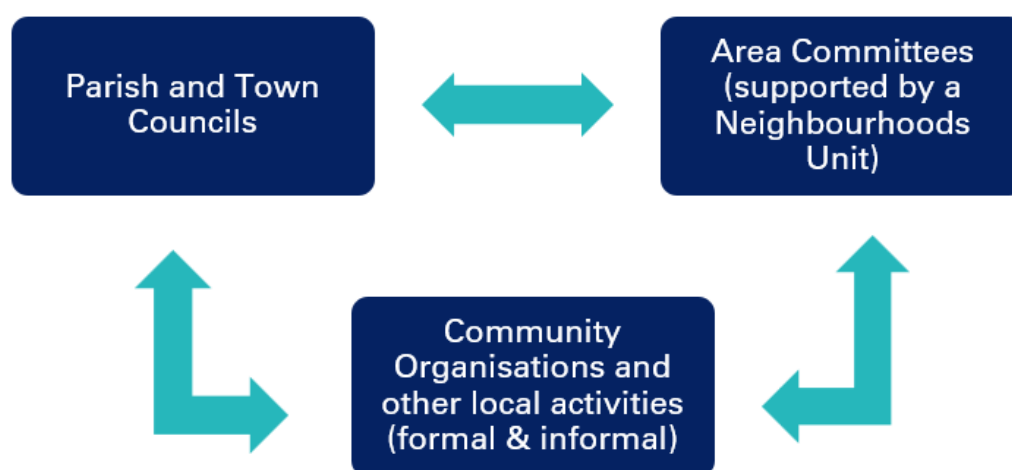 Parish and Town
Councils
Area Committees
(supported by a
Neighbourhoods
Unit)
Community
Organisations and
other local activities
(formal & informal)